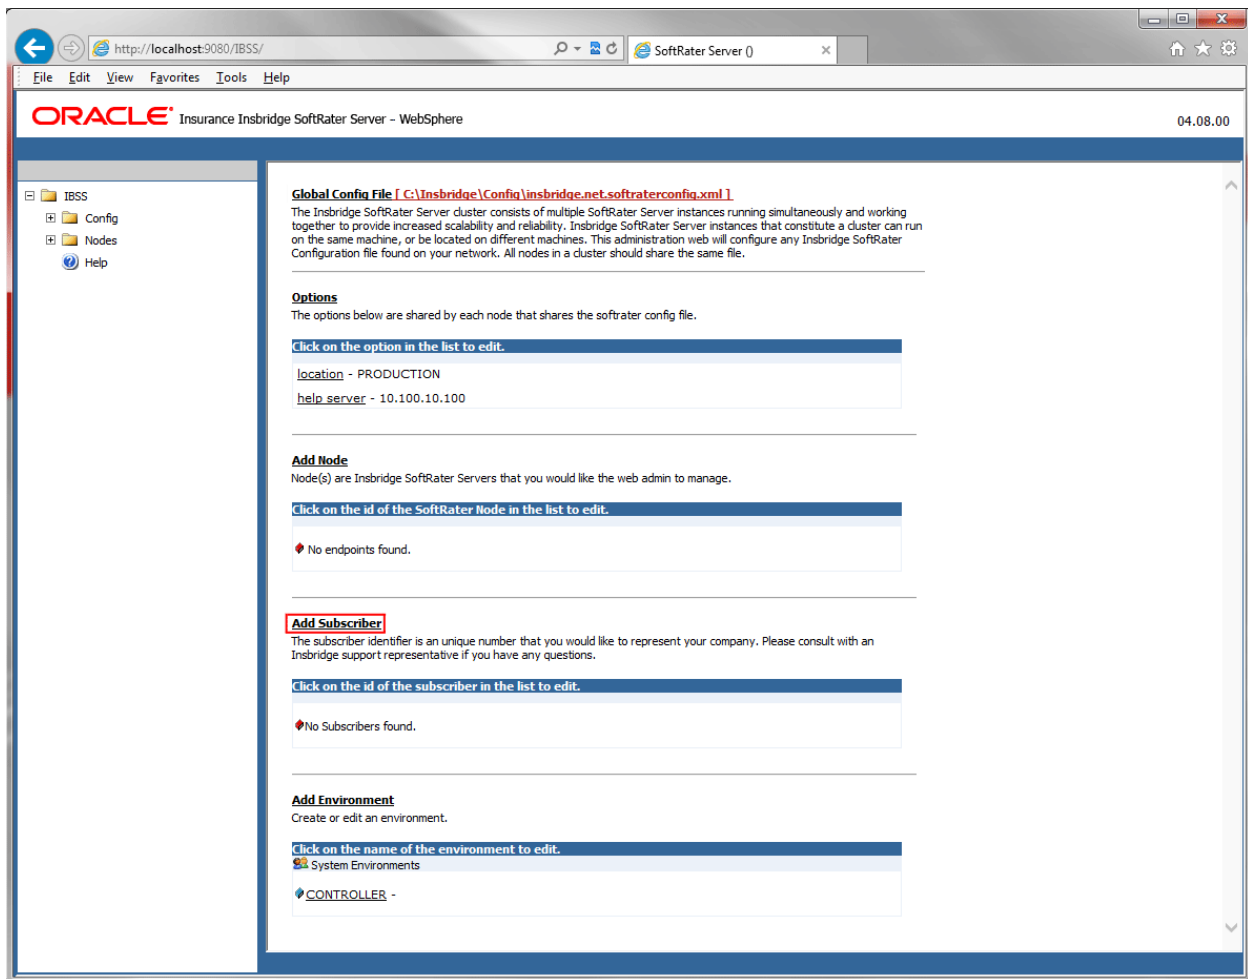 http://localhost:9080/IBSS/
SoftRater Server ()
File Edit View Favorites Tools Help
ORACLE Insurance Insbridge SoftRater Server - WebSphere
04.08.00
IBSS
Config
Nodes
Help
Global Config File [ C:\Insbridge\Config\insbridge.net.softraterconfig.xml ]
The Insbridge SoftRater Server cluster consists of multiple SoftRater Server instances running simultaneously and working
together to provide increased scalability and reliability. Insbridge SoftRater Server instances that constitute a cluster can run
on the same machine, or be located on different machines. This administration web will configure any Insbridge SoftRater
Configuration file found on your network. All nodes in a cluster should share the same file.
Options
The options below are shared by each node that shares the softrater config file.
Click on the option in the list to edit.
location - PRODUCTION
help server - 10.100.10.100
Add Node
Node(s) are Insbridge SoftRater Servers that you would like the web admin to manage.
Click on the id of the SoftRater Node in the list to edit.
No endpoints found.
Add Subscriber
The subscriber identifier is an unique number that you would like to represent your company. Please consult with an
Insbridge support representative if you have any questions.
Click on the id of the subscriber in the list to edit.
No Subscribers found.
Add Environment
Create or edit an environment.
Click on the name of the environment to edit.
System Environments
CONTROLLER -